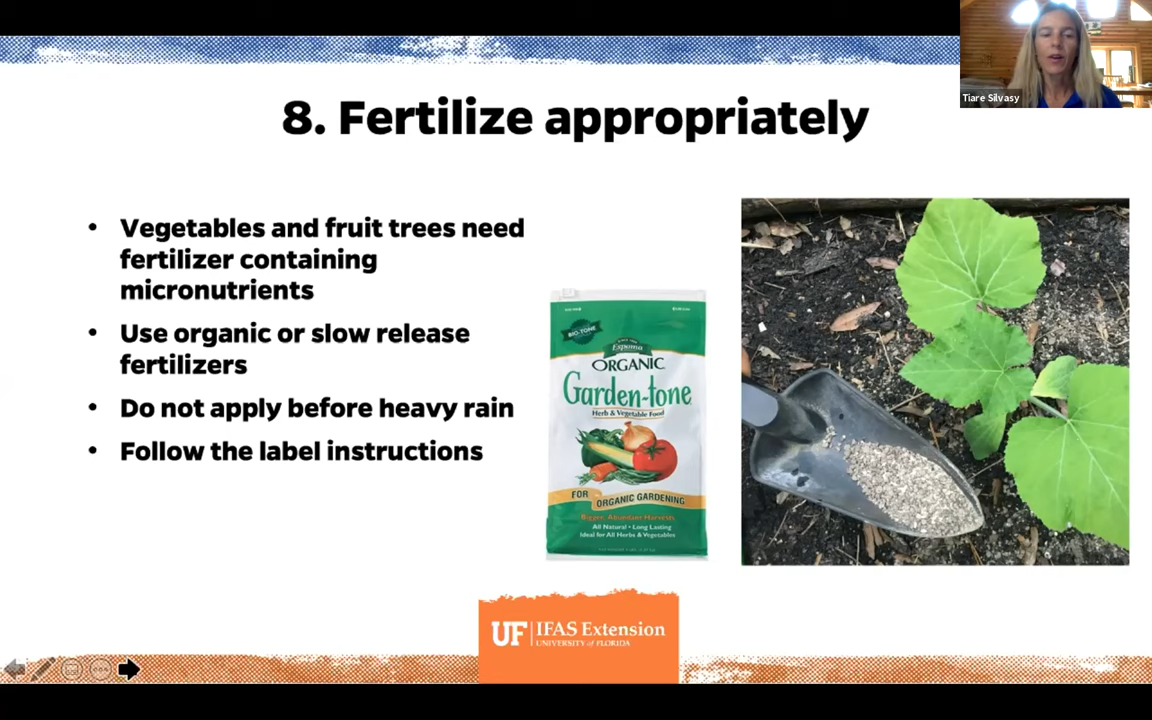 Tiare Silvasy
8. Fertilize appropriately
• Vegetables and fruit trees need
fertilizer containing
micronutrients
• Use organic or slow release
fertilizers
• Do not apply before heavy rain
• Follow the label instructions
BIO-TONE
Espoma
ORGANIC
Garden-tone
Herb & Vegetable Food
FOR ORGANIC GARDENING
Bigger, Abundant Harvests
All Natural • Long Lasting
Ideal for All Herbs & Vegetables
UF IFAS Extension
UNIVERSITY of FLORIDA